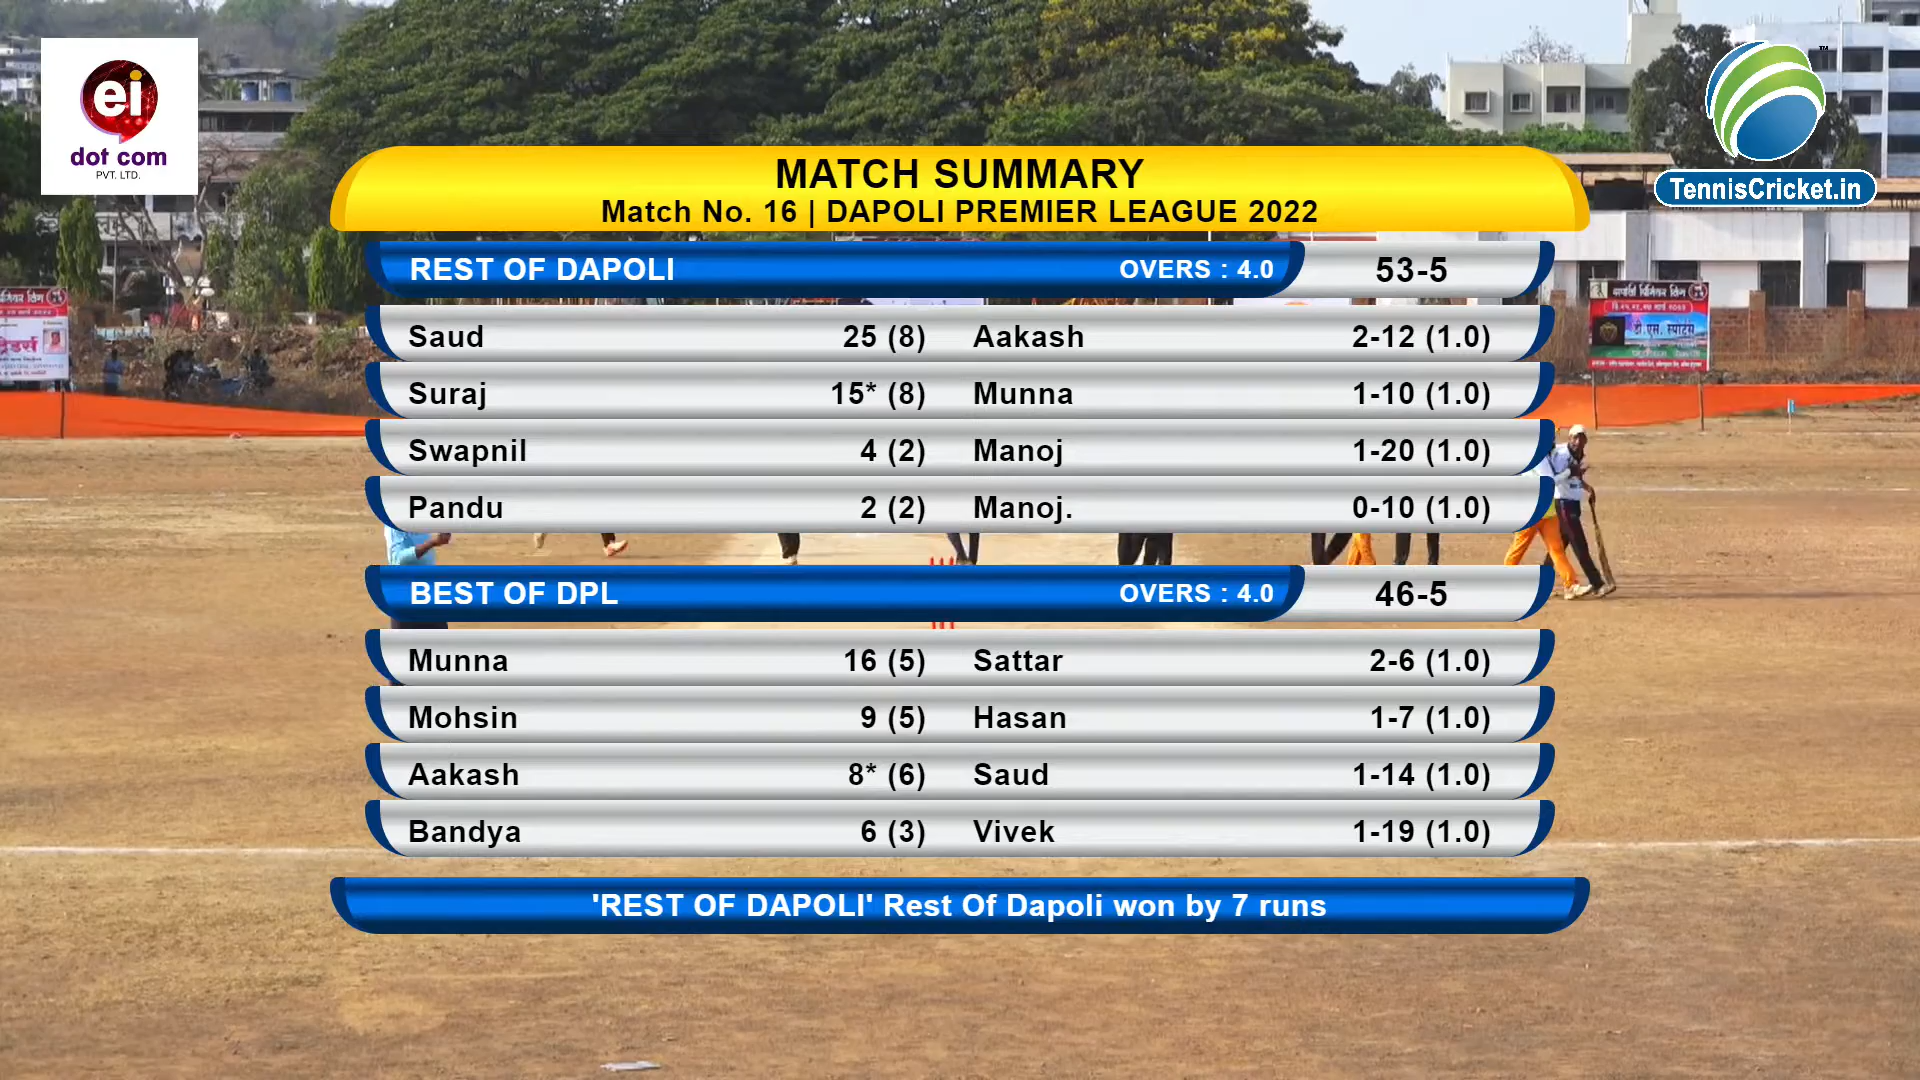 ei
dot com
PVT. LTD.
TM
TennisCricket.in
MATCH SUMMARY
Match No. 16 | DAPOLI PREMIER LEAGUE 2022
REST OF DAPOLI OVERS : 4.0 53-5
Saud 25 (8) Aakash 2-12 (1.0)
Suraj 15* (8) Munna 1-10 (1.0)
Swapnil 4 (2) Manoj 1-20 (1.0)
Pandu 2 (2) Manoj. 0-10 (1.0)
BEST OF DPL OVERS : 4.0 46-5
Munna 16 (5) Sattar 2-6 (1.0)
Mohsin 9 (5) Hasan 1-7 (1.0)
Aakash 8* (6) Saud 1-14 (1.0)
Bandya 6 (3) Vivek 1-19 (1.0)
'REST OF DAPOLI' Rest Of Dapoli won by 7 runs
प्रिमियर लिग
डी.एस. स्पोर्टस्